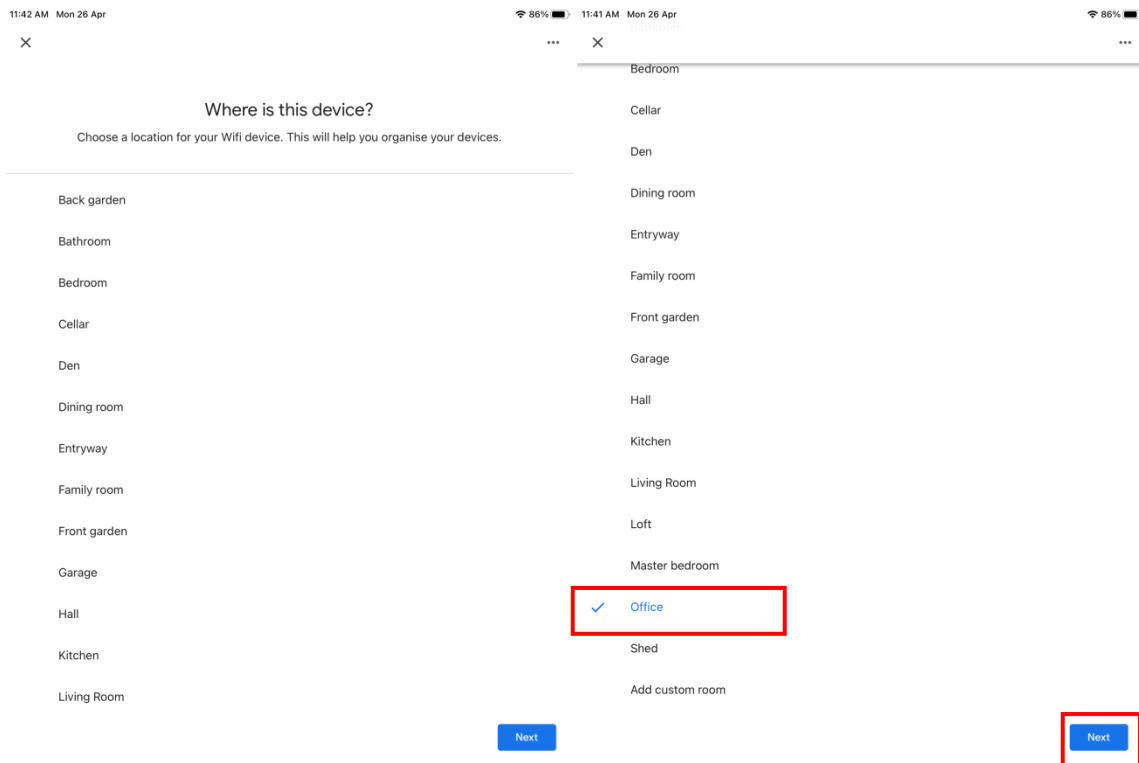 11:42 AM Mon 26 Apr
86%
Where is this device?
Choose a location for your Wifi device. This will help you organise your devices.
Back garden
Bathroom
Bedroom
Cellar
Den
Dining room
Entryway
Family room
Front garden
Garage
Hall
Kitchen
Living Room
Next
11:41 AM Mon 26 Apr
86%
Bedroom
Cellar
Den
Dining room
Entryway
Family room
Front garden
Garage
Hall
Kitchen
Living Room
Loft
Master bedroom
Office
Shed
Add custom room
Next